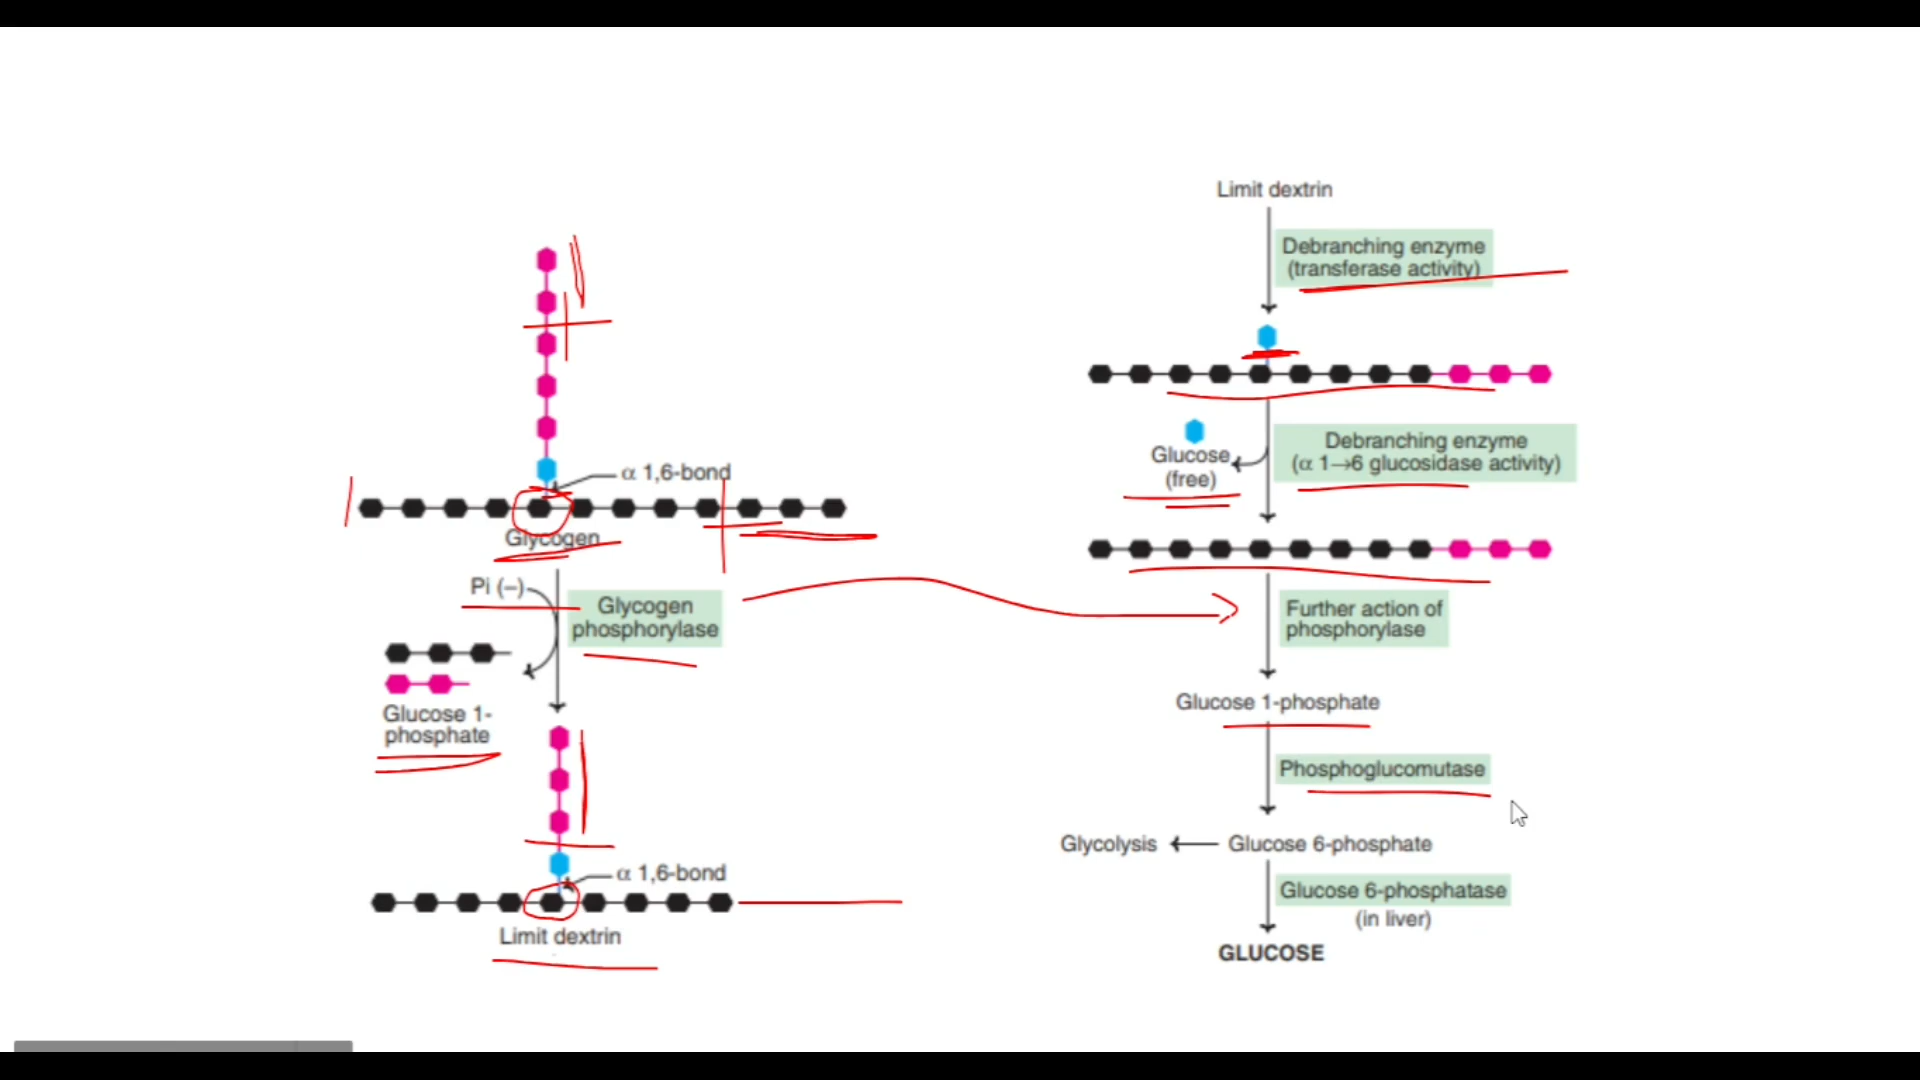 α 1,6-bond
Glycogen
Pi (–)
Glycogen
phosphorylase
Glucose 1-
phosphate
α 1,6-bond
Limit dextrin
Limit dextrin
Debranching enzyme
(transferase activity)
Glucose
(free)
Debranching enzyme
(α 1→6 glucosidase activity)
Further action of
phosphorylase
Glucose 1-phosphate
Phosphoglucomutase
Glycolysis
Glucose 6-phosphate
Glucose 6-phosphatase
(in liver)
GLUCOSE